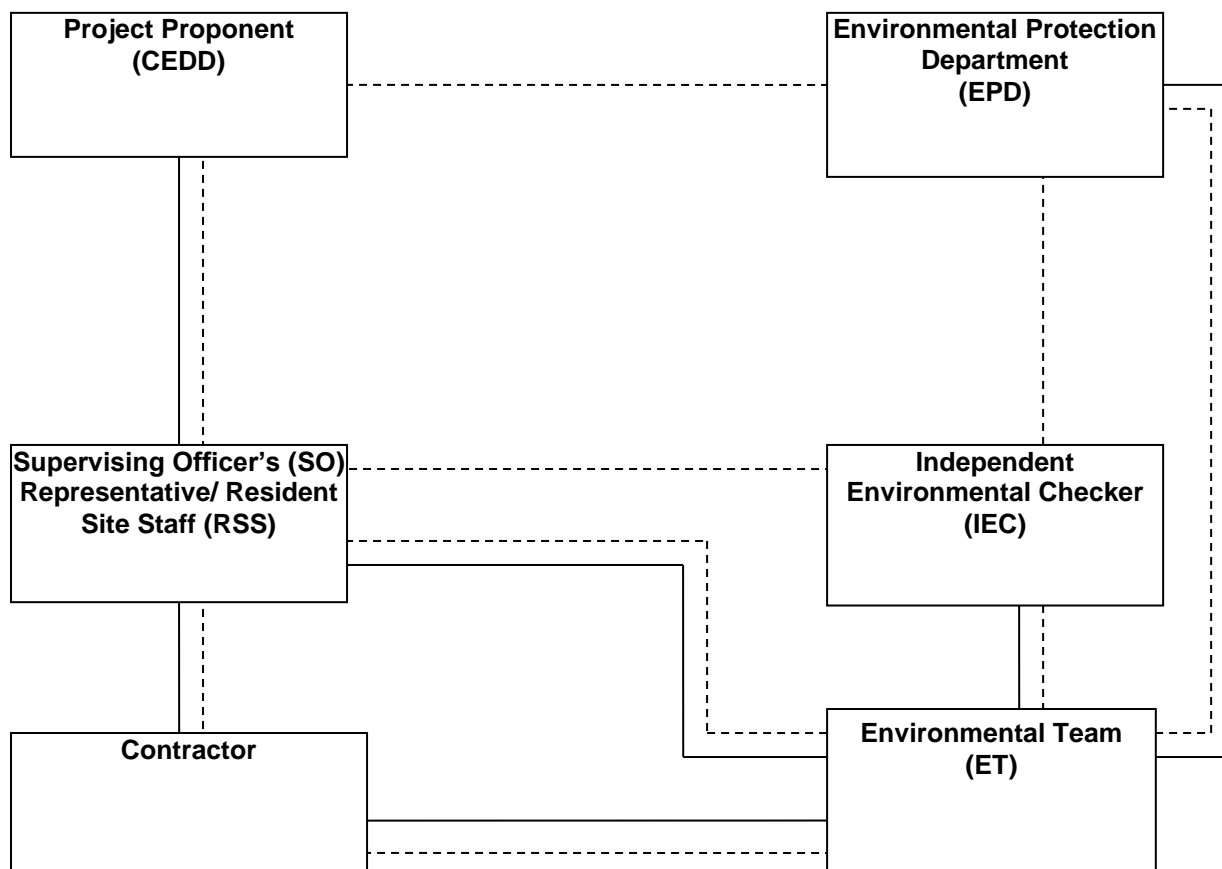 Project Proponent
(CEDD)
Environmental Protection
Department
(EPD)
Supervising Officer's (SO)
Representative/ Resident
Site Staff (RSS)
Independent
Environmental Checker
(IEC)
Contractor
Environmental Team
(ET)